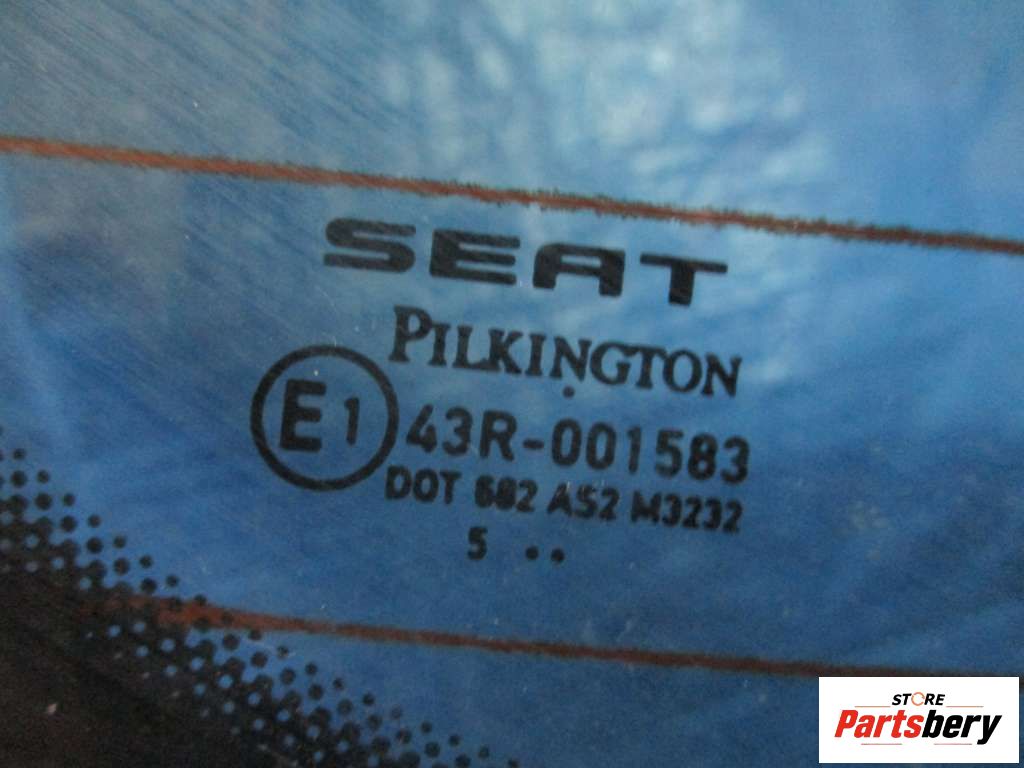 SEAT
PILKINGTON
E1 43R-001583
DOT 682 AS2 M3232
5 ..
STORE
Partsbery